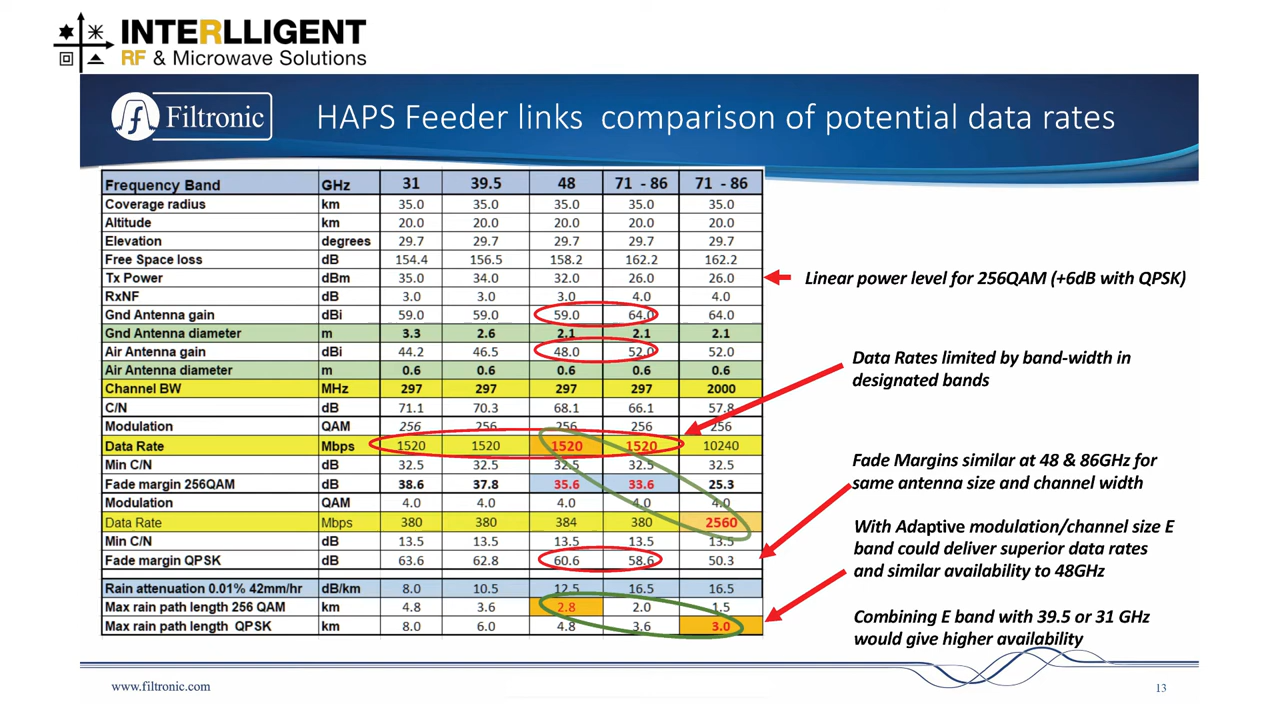 INTERLLIGENT
RF & Microwave Solutions
Filtronic
HAPS Feeder links comparison of potential data rates
Frequency Band GHz 31 39.5 48 71 - 86 71 - 86
Coverage radius km 35.0 35.0 35.0 35.0 35.0
Altitude km 20.0 20.0 20.0 20.0 20.0
Elevation degrees 29.7 29.7 29.7 29.7 29.7
Free Space loss dB 154.4 156.5 158.2 162.2 162.2
Tx Power dBm 35.0 34.0 32.0 26.0 26.0
RxNF dB 3.0 3.0 3.0 4.0 4.0
Gnd Antenna gain dBi 59.0 59.0 59.0 64.0 64.0
Gnd Antenna diameter m 3.3 2.6 2.1 2.1 2.1
Air Antenna gain dBi 44.2 46.5 48.0 52.0 52.0
Air Antenna diameter m 0.6 0.6 0.6 0.6 0.6
Channel BW MHz 297 297 297 297 2000
C/N dB 71.1 70.3 68.1 66.1 57.8
Modulation QAM 256 256 256 256 256
Data Rate Mbps 1520 1520 1520 1520 10240
Min C/N dB 32.5 32.5 32.5 32.5 32.5
Fade margin 256QAM dB 38.6 37.8 35.6 33.6 25.3
Modulation QAM 4.0 4.0 4.0 4.0 4.0
Data Rate Mbps 380 380 384 380 2560
Min C/N dB 13.5 13.5 13.5 13.5 13.5
Fade margin QPSK dB 63.6 62.8 60.6 58.6 50.3
Rain attenuation 0.01% 42mm/hr dB/km 8.0 10.5 12.5 16.5 16.5
Max rain path length 256 QAM km 4.8 3.6 2.8 2.0 1.5
Max rain path length QPSK km 8.0 6.0 4.8 3.6 3.0
Linear power level for 256QAM (+6dB with QPSK)
Data Rates limited by band-width in
designated bands
Fade Margins similar at 48 & 86GHz for
same antenna size and channel width
With Adaptive modulation/channel size E
band could deliver superior data rates
and similar availability to 48GHz
Combining E band with 39.5 or 31 GHz
would give higher availability
www.filtronic.com
13